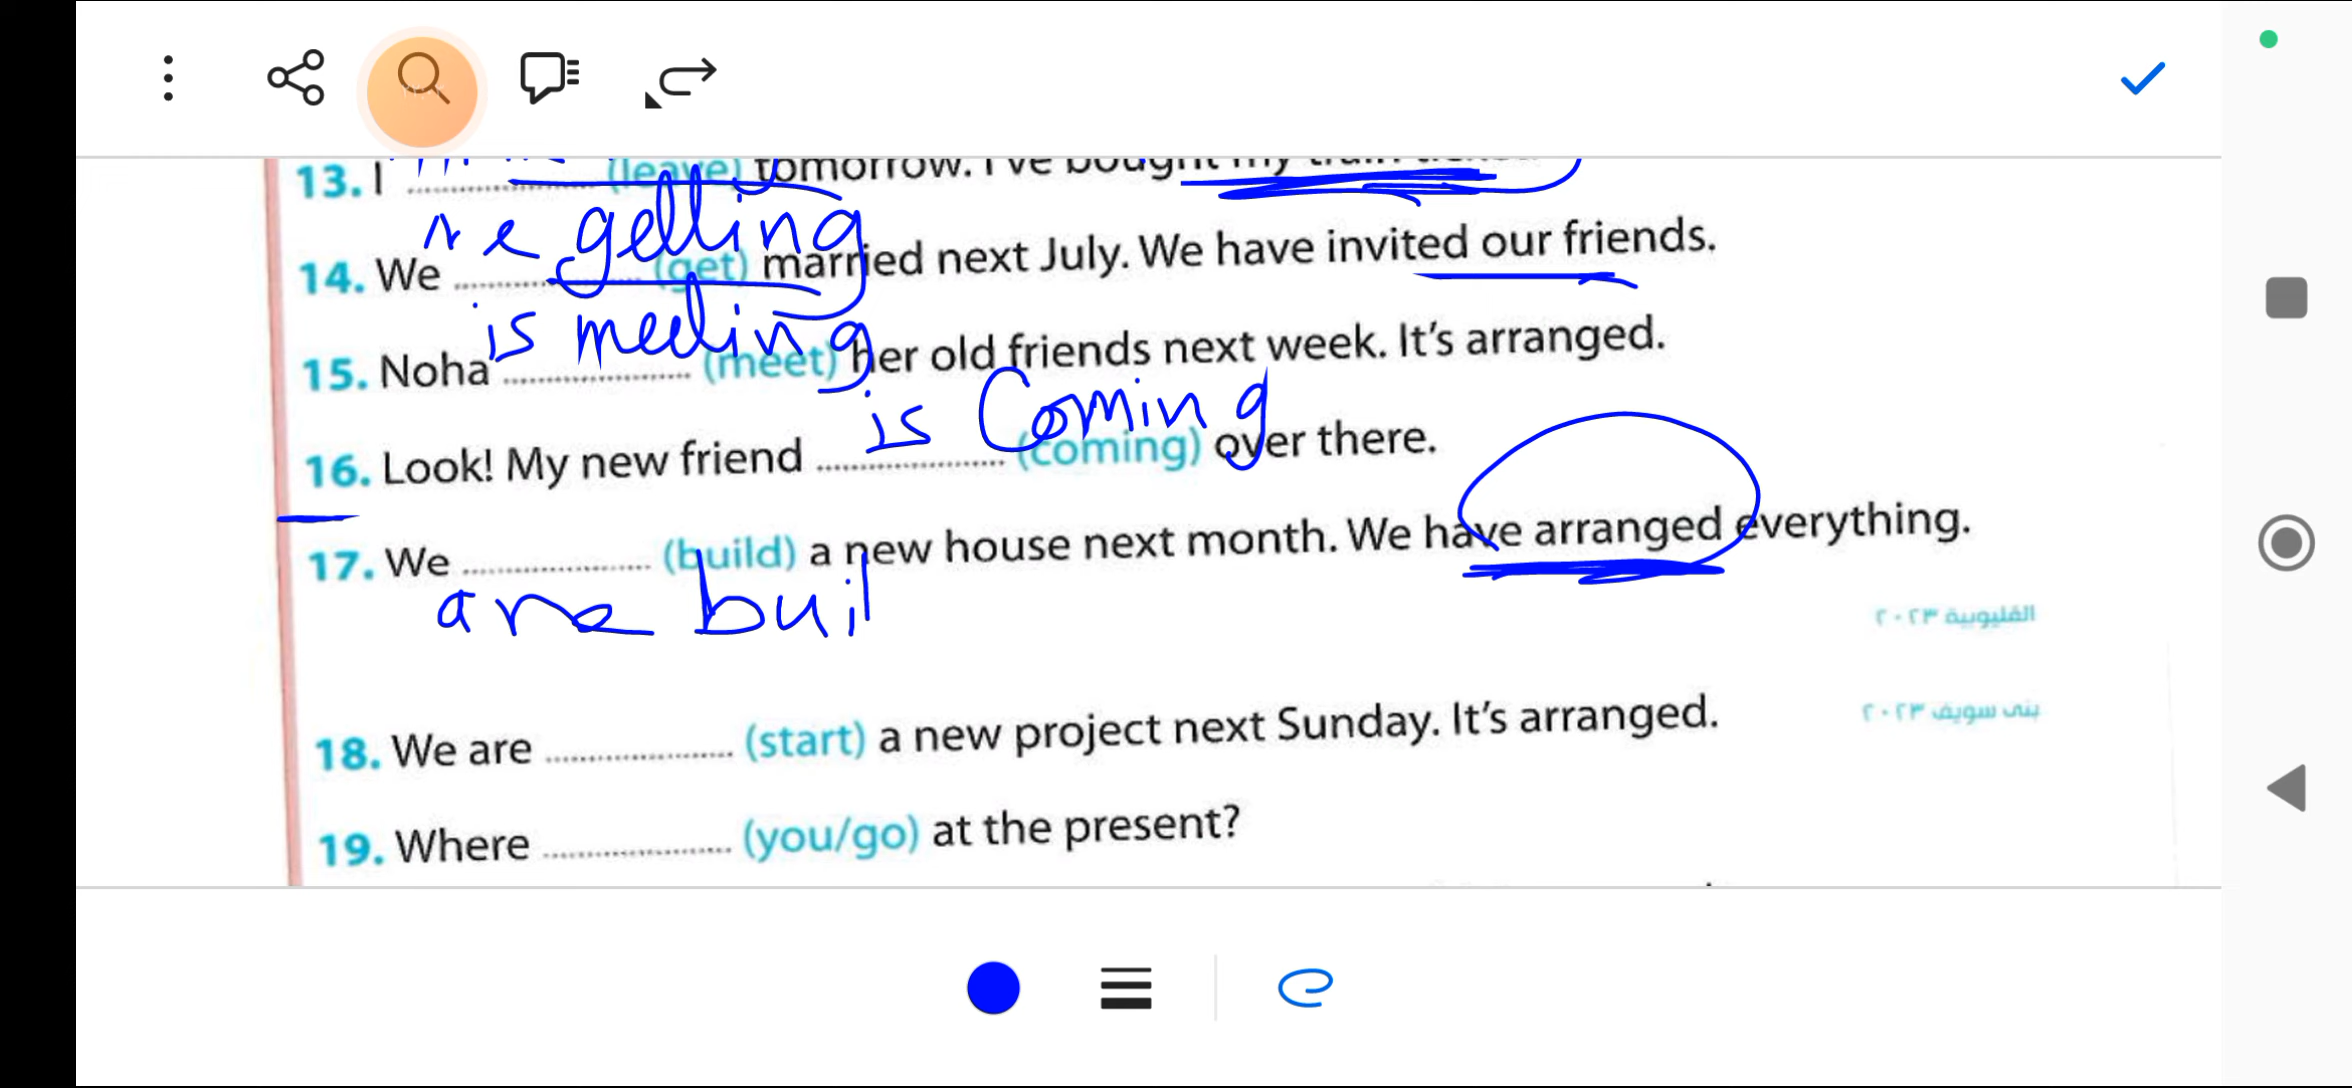 13. I ............ (leave) tomorrow. I've bought my train ticket.
re getting
14. We ............ (get) married next July. We have invited our friends.
is meeting
15. Noha ............ (meet) her old friends next week. It's arranged.
is Coming
16. Look! My new friend ............ (coming) over there.
17. We ............ (build) a new house next month. We have arranged everything.
are buil
القليوبية ٢٠٢٣
18. We are ............ (start) a new project next Sunday. It's arranged.
بنى سويف ٢٠٢٣
19. Where ............ (you/go) at the present?